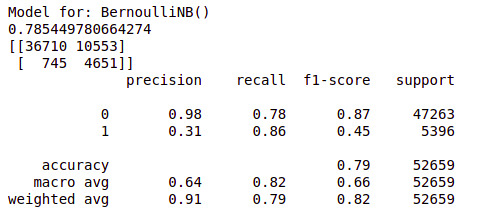 Model for: BernoulliNB()
0.785449780664274
[[36710 10553]
 [  745  4651]]
              precision    recall  f1-score   support

           0       0.98      0.78      0.87     47263
           1       0.31      0.86      0.45      5396

    accuracy                           0.79     52659
   macro avg       0.64      0.82      0.66     52659
weighted avg       0.91      0.79      0.82     52659